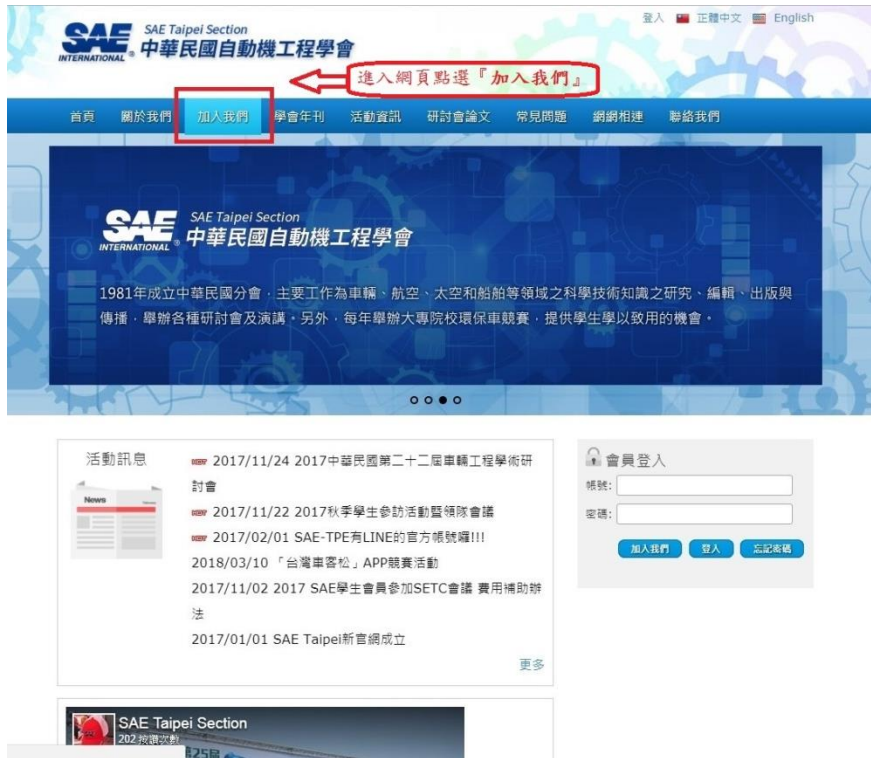 登入 正體中文 English
SAE INTERNATIONAL® SAE Taipei Section
中華民國自動機工程學會
進入網頁點選『加入我們』
首頁 關於我們 加入我們 學會年刊 活動資訊 研討會論文 常見問題 網網相連 聯絡我們
SAE INTERNATIONAL® SAE Taipei Section
中華民國自動機工程學會
1981年成立中華民國分會，主要工作為車輛、航空、太空和船舶等領域之科學技術知識之研究、編輯、出版與
傳播，舉辦各種研討會及演講。另外，每年舉辦大專院校環保車競賽，提供學生學以致用的機會。
活動訊息
News
NEW 2017/11/24 2017中華民國第二十二屆車輛工程學術研
討會
NEW 2017/11/22 2017秋季學生參訪活動暨領隊會議
NEW 2017/02/01 SAE-TPE有LINE的官方帳號囉!!!
2018/03/10 「台灣車客松」APP競賽活動
2017/11/02 2017 SAE學生會員參加SETC會議 費用補助辦
法
2017/01/01 SAE Taipei新官網成立
更多
會員登入
帳號:
密碼:
加入我們 登入 忘記密碼
SAE Taipei Section
202 按讚次數
第25屆